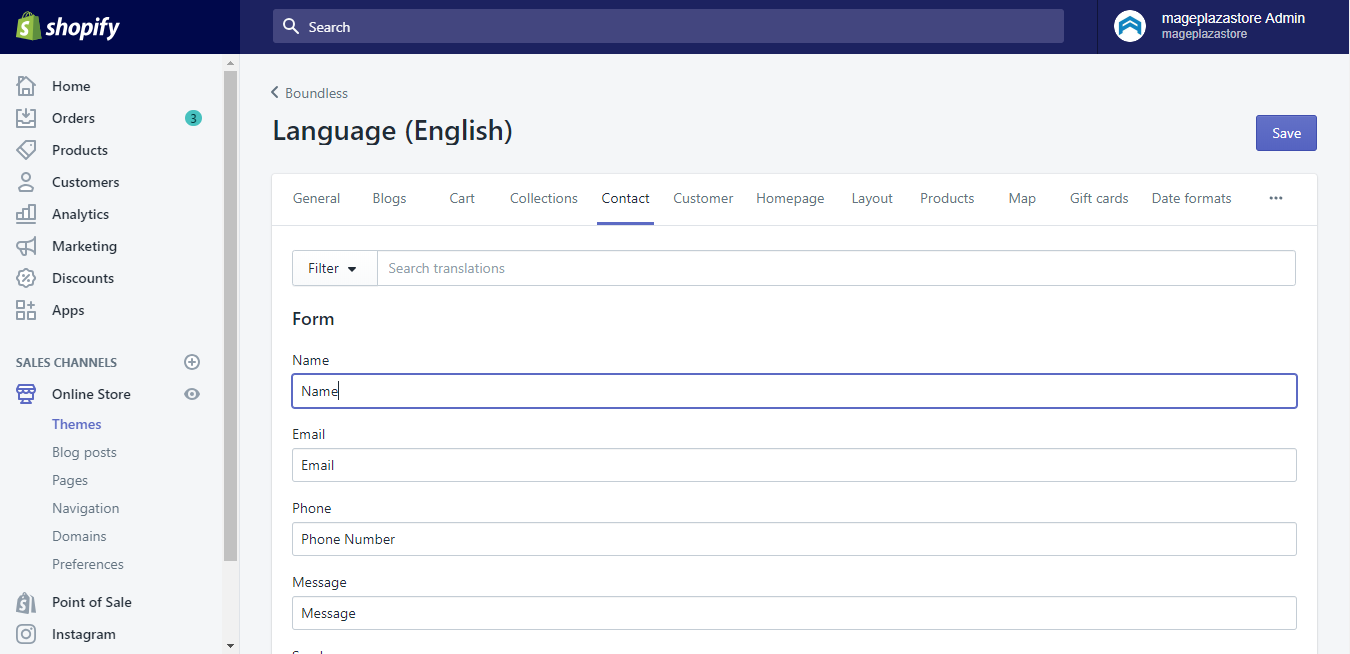 shopify
Search
mageplazastore Admin
mageplazastore
Home
Orders 3
Products
Customers
Analytics
Marketing
Discounts
Apps
SALES CHANNELS
Online Store
Themes
Blog posts
Pages
Navigation
Domains
Preferences
Point of Sale
Instagram
Boundless
Language (English)
Save
General Blogs Cart Collections Contact Customer Homepage Layout Products Map Gift cards Date formats •••
Filter Search translations
Form
Name
Name
Email
Email
Phone
Phone Number
Message
Message